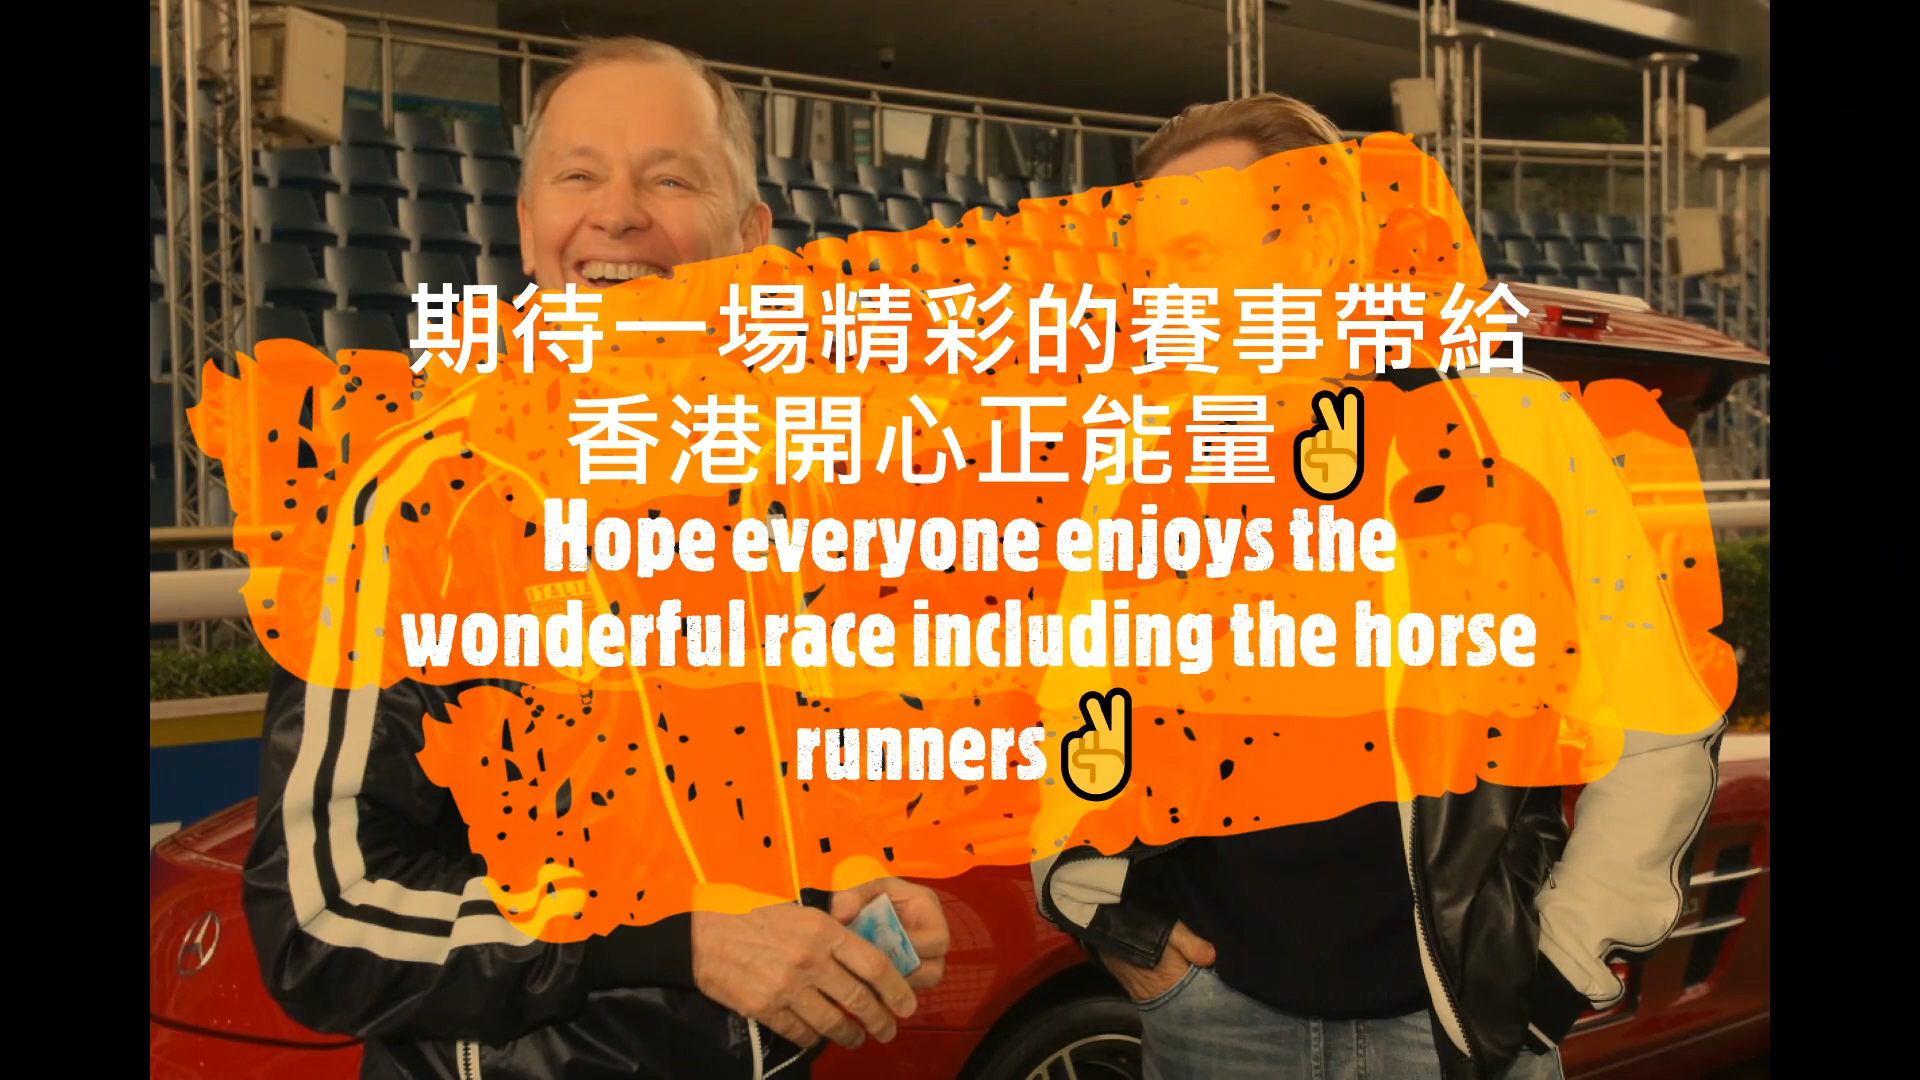 期待一場精彩的賽事帶給
香港開心正能量✌
Hope everyone enjoys the
wonderful race including the horse
runners✌
ITALIA